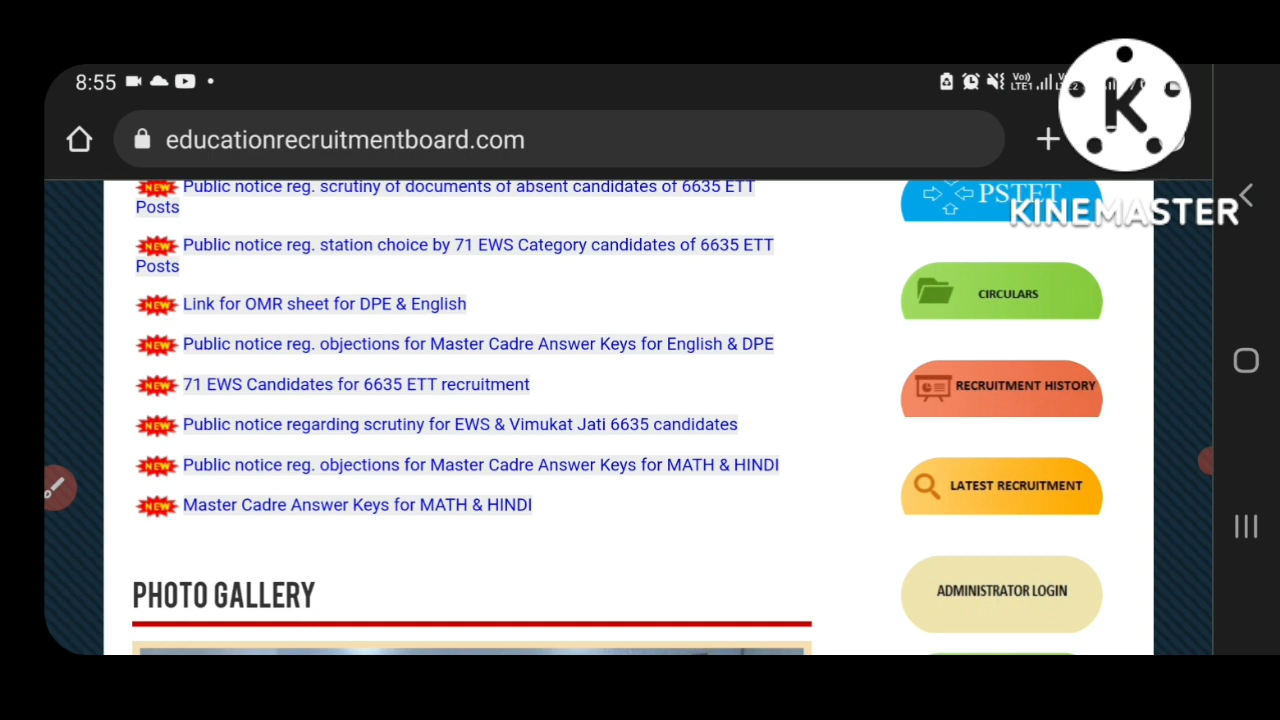 8:55
Vo)
LTE1
educationrecruitmentboard.com
K
KINEMASTER
NEW Public notice reg. scrutiny of documents of absent candidates of 6635 ETT
Posts
NEW Public notice reg. station choice by 71 EWS Category candidates of 6635 ETT
Posts
NEW Link for OMR sheet for DPE & English
NEW Public notice reg. objections for Master Cadre Answer Keys for English & DPE
NEW 71 EWS Candidates for 6635 ETT recruitment
NEW Public notice regarding scrutiny for EWS & Vimukat Jati 6635 candidates
NEW Public notice reg. objections for Master Cadre Answer Keys for MATH & HINDI
NEW Master Cadre Answer Keys for MATH & HINDI
PHOTO GALLERY
PSTET
CIRCULARS
RECRUITMENT HISTORY
LATEST RECRUITMENT
ADMINISTRATOR LOGIN